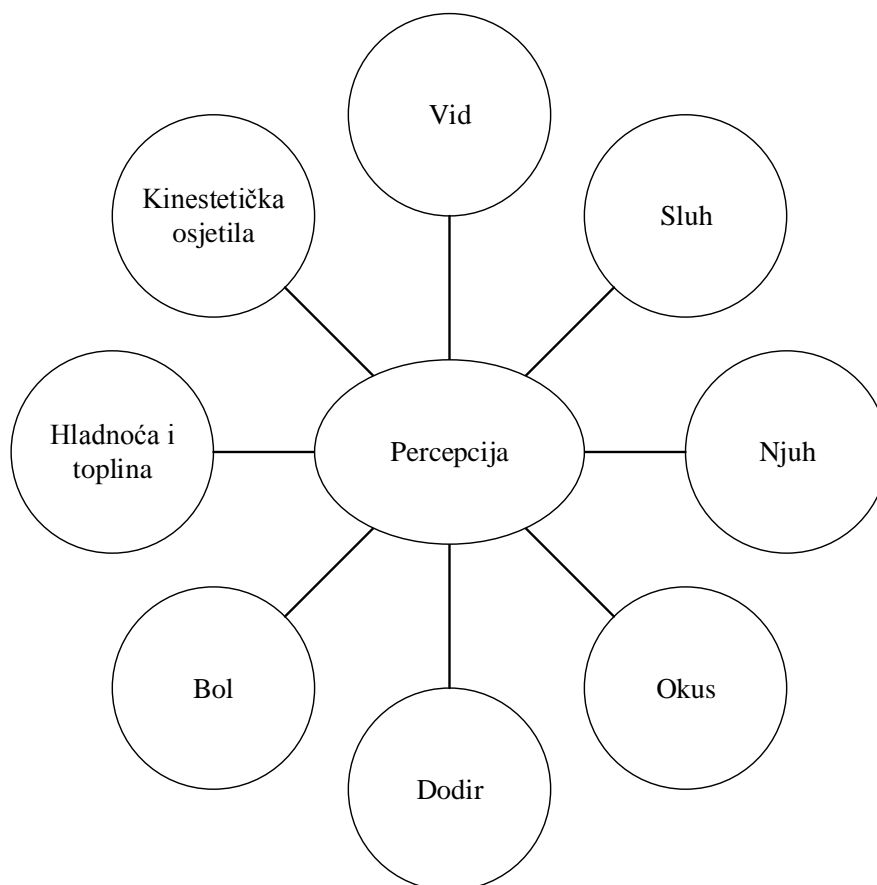 Vid
Kinestetička
osjetila
Sluh
Hladnoća i
toplina
Percepcija
Njuh
Bol
Okus
Dodir